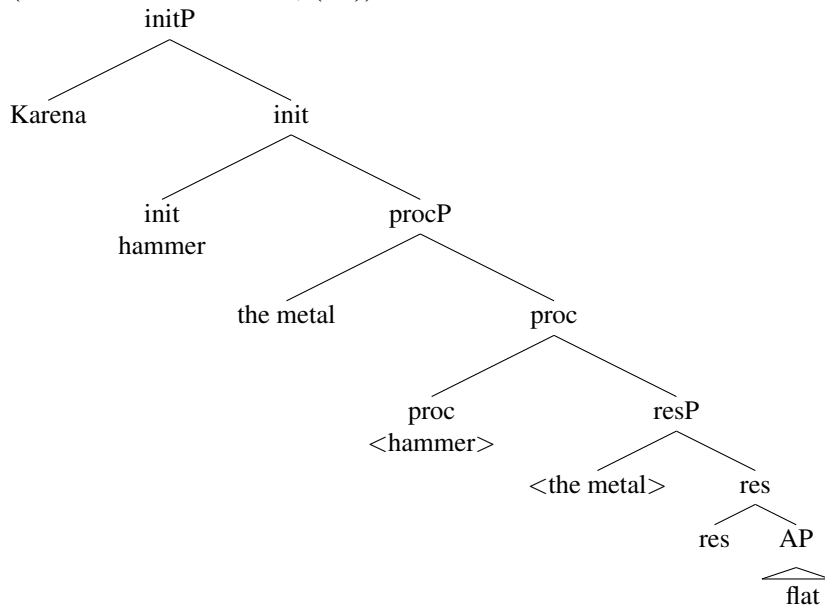 initP
Karena init
init procP
hammer
the metal proc
proc resP
<hammer>
<the metal> res
res AP
flat